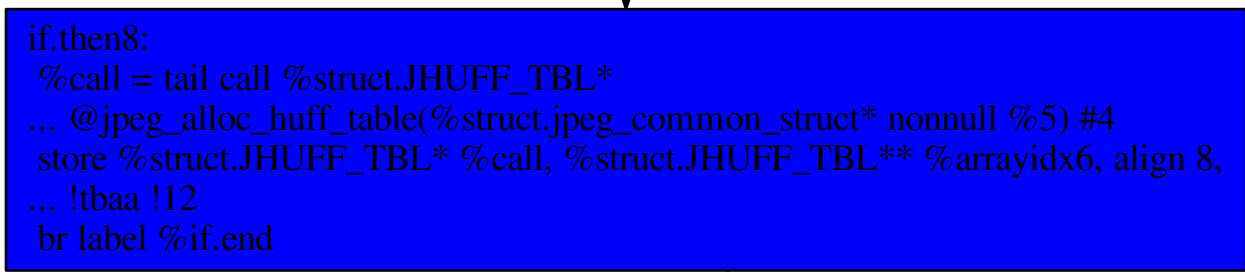 if.then8:
%call = tail call %struct.JHUFF_TBL*
... @jpeg_alloc_huff_table(%struct.jpeg_common_struct* nonnull %5) #4
store %struct.JHUFF_TBL* %call, %struct.JHUFF_TBL** %arrayidx6, align 8,
... !tbaa !12
br label %if.end